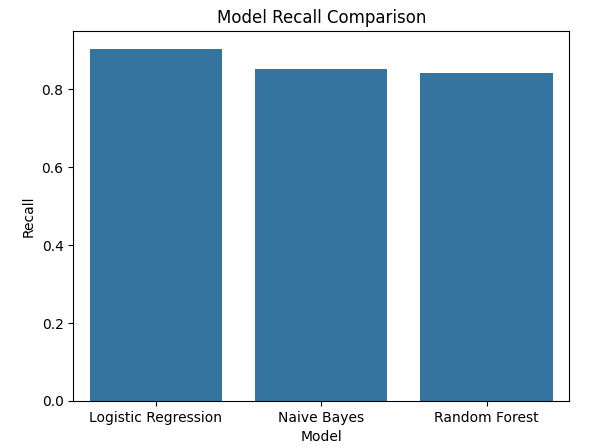 Model Recall Comparison
Recall
0.8
0.6
0.4
0.2
0.0
Logistic Regression
Naive Bayes
Random Forest
Model